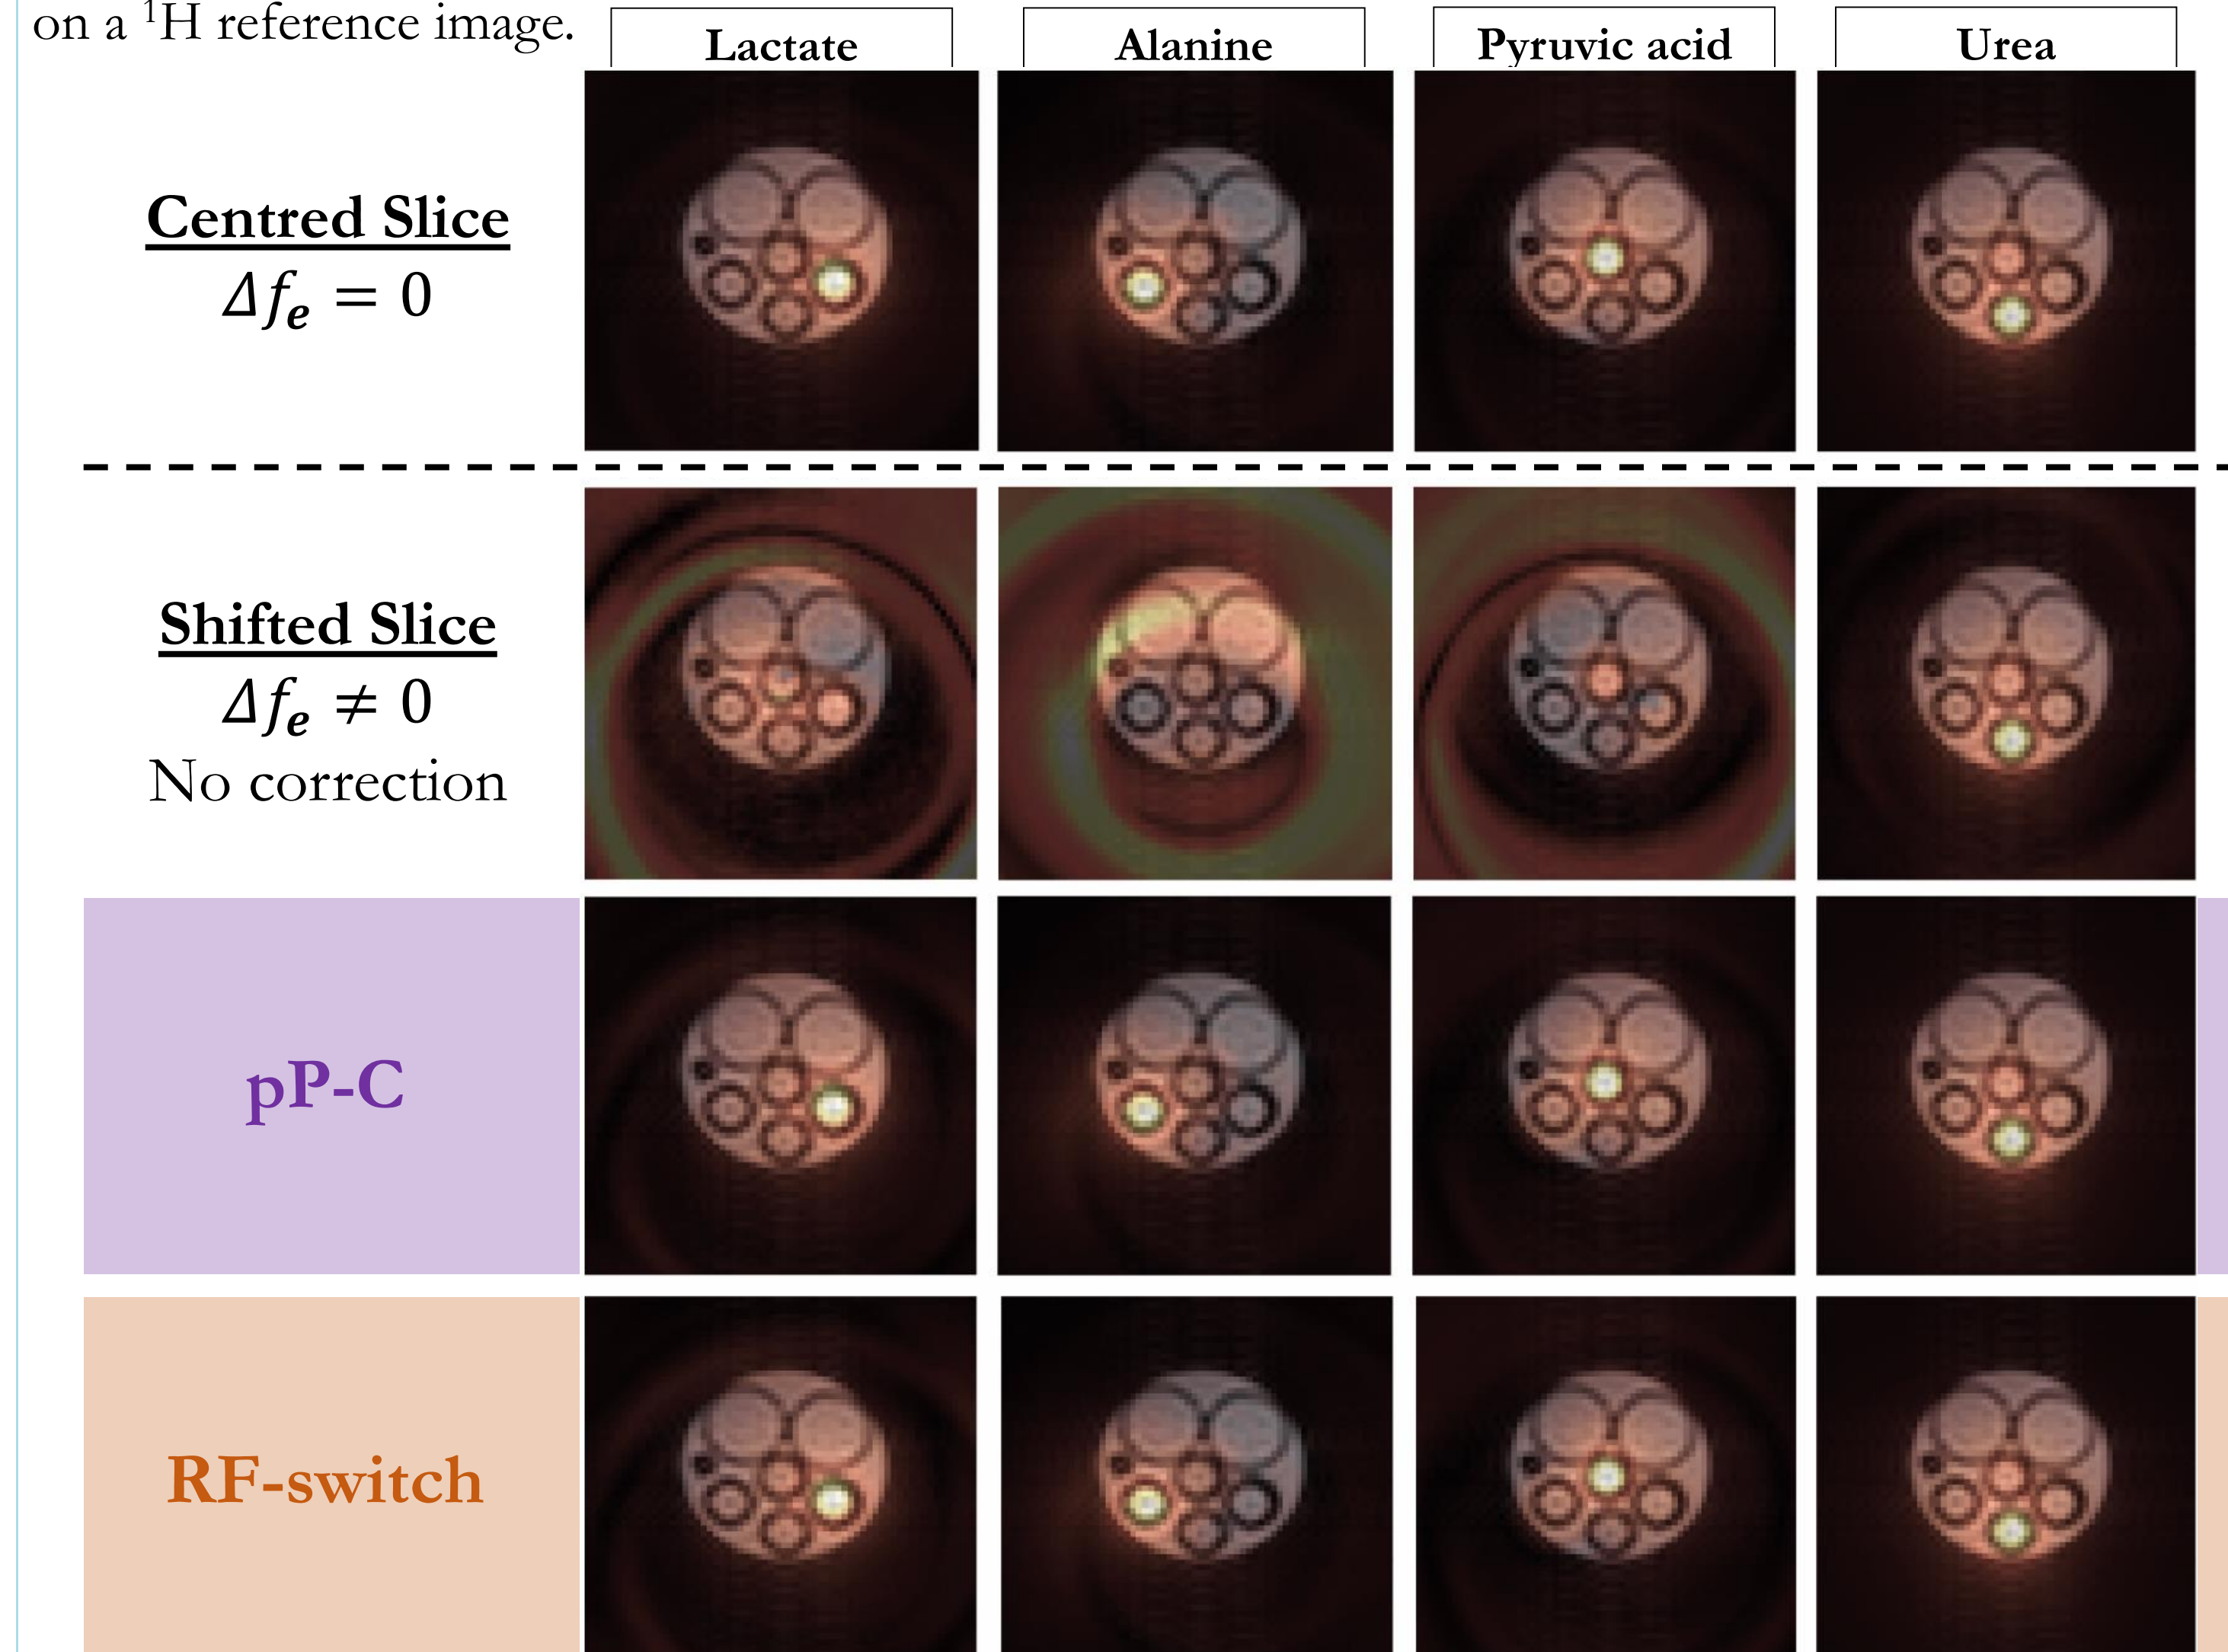 on a ¹H reference image.
Lactate
Alanine
Pyruvic acid
Urea
Centred Slice
Δfₑ = 0
Shifted Slice
Δfₑ ≠ 0
No correction
pP-C
RF-switch